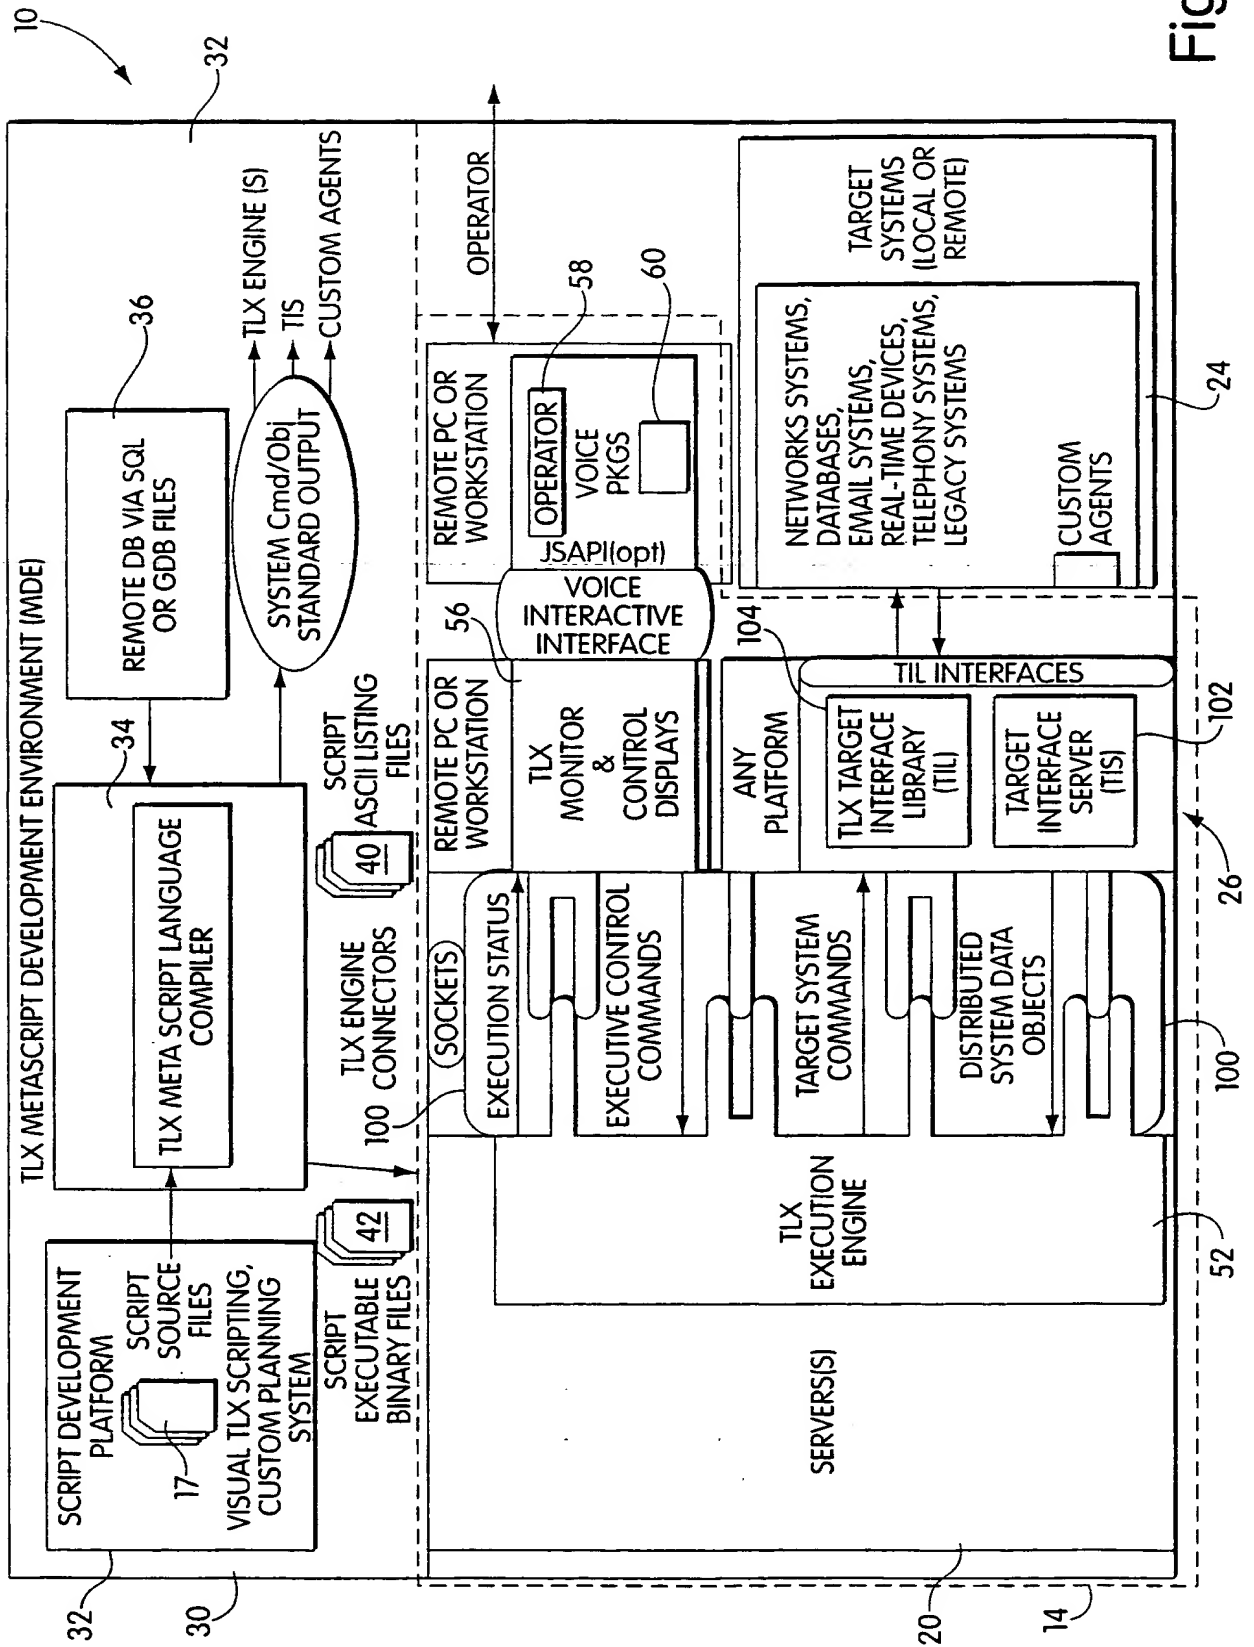 10
TLX METASCRIPT DEVELOPMENT ENVIRONMENT (MDE)
32
SCRIPT DEVELOPMENT
PLATFORM
SCRIPT
SOURCE
FILES
17
VISUAL TLX SCRIPTING,
CUSTOM PLANNING
SYSTEM
32
30
34
TLX META SCRIPT LANGUAGE
COMPILER
36
REMOTE DB VIA SQL
OR GDB FILES
SYSTEM Cmd/Obj
STANDARD OUTPUT
TLX ENGINE (S)
TIS
CUSTOM AGENTS
SCRIPT
EXECUTABLE
BINARY FILES
42
TLX ENGINE
CONNECTORS
40
SCRIPT
ASCII LISTING
FILES
100
SOCKETS
EXECUTION STATUS
EXECUTIVE CONTROL
COMMANDS
TARGET SYSTEM
COMMANDS
DISTRIBUTED
SYSTEM DATA
OBJECTS
100
SERVERS(S)
TLX
EXECUTION
ENGINE
52
20
14
REMOTE PC OR
WORKSTATION
56
TLX
MONITOR
&
CONTROL
DISPLAYS
VOICE
INTERACTIVE
INTERFACE
REMOTE PC OR
WORKSTATION
JSAPI(opt)
OPERATOR
58
VOICE
PKGS
60
OPERATOR
ANY
PLATFORM
104
TLX TARGET
INTERFACE
LIBRARY
(TIL)
TARGET
INTERFACE
SERVER
(TIS)
102
TIL INTERFACES
26
NETWORKS SYSTEMS,
DATABASES,
EMAIL SYSTEMS,
REAL-TIME DEVICES,
TELEPHONY SYSTEMS,
LEGACY SYSTEMS
CUSTOM
AGENTS
TARGET
SYSTEMS
(LOCAL OR
REMOTE)
24
Fig